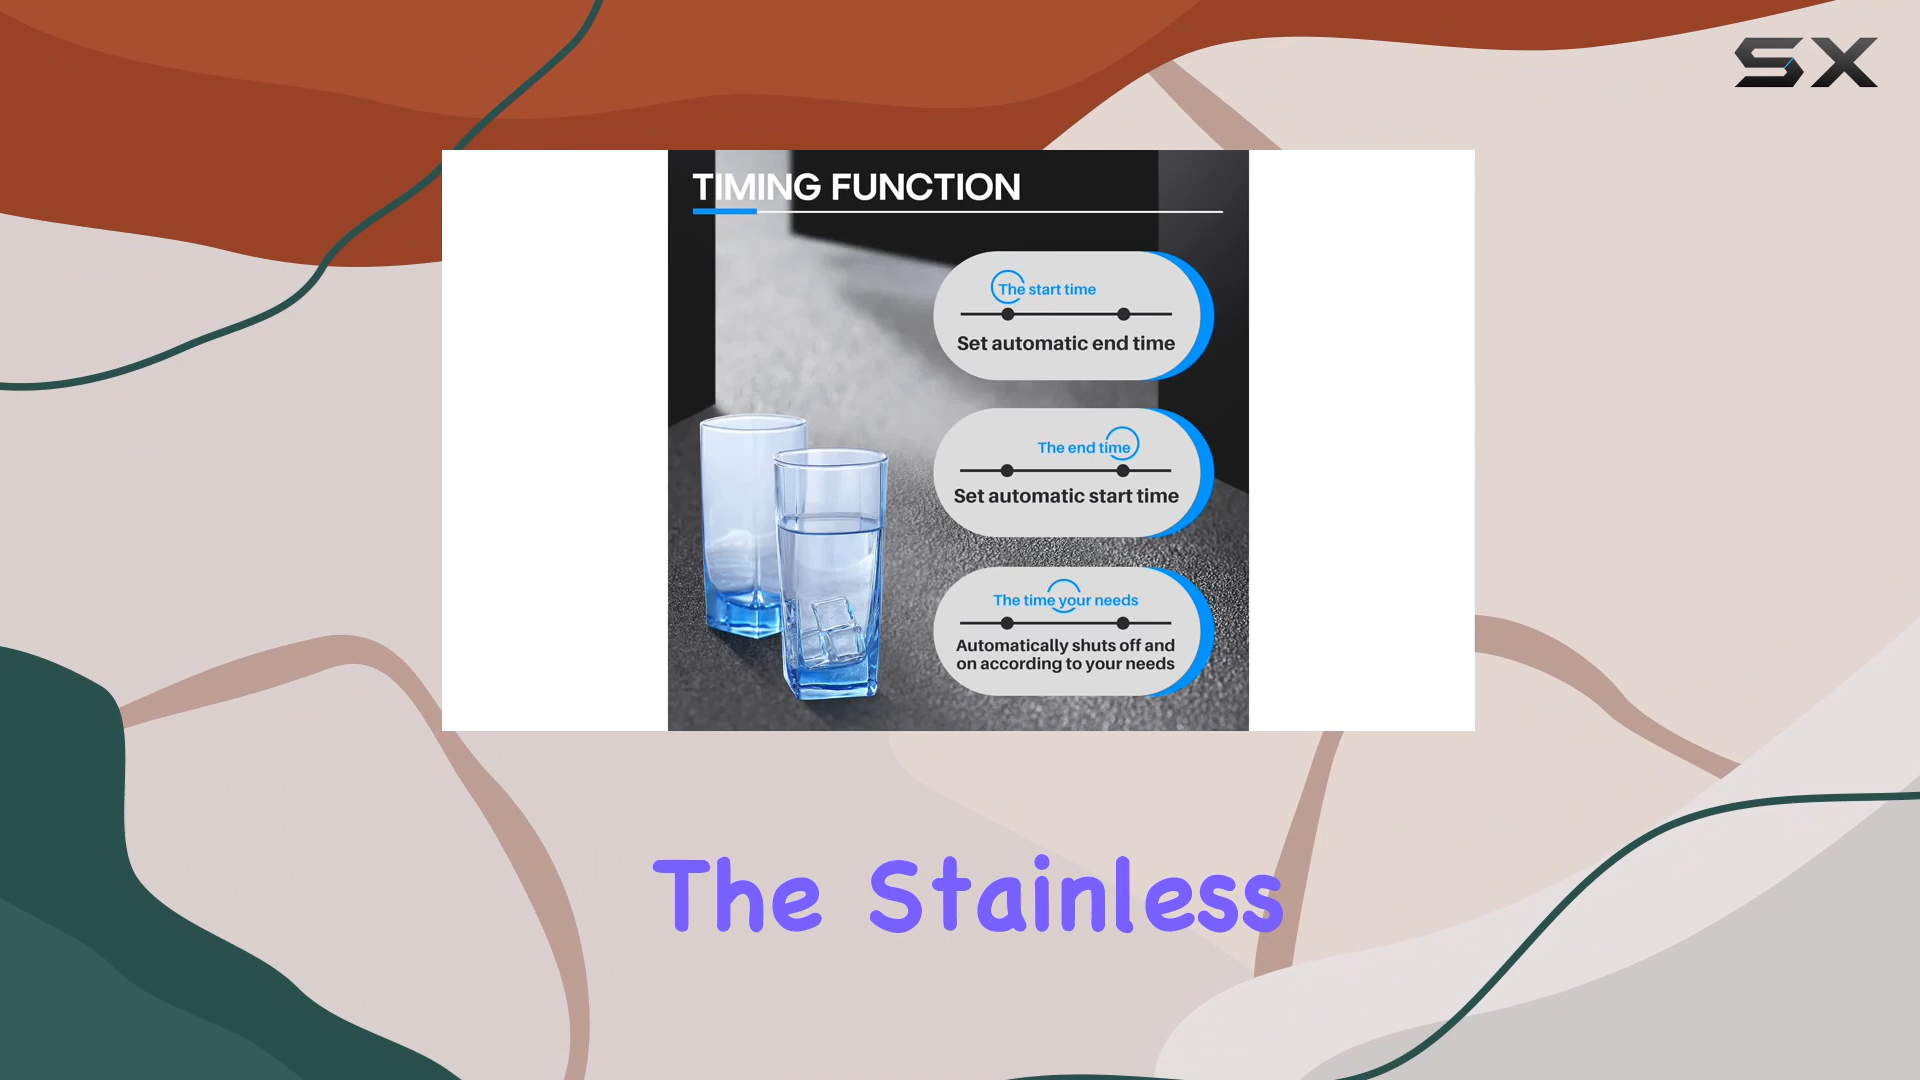 SX
TIMING FUNCTION
The start time
Set automatic end time
The end time
Set automatic start time
The time your needs
Automatically shuts off and
on according to your needs
The Stainless